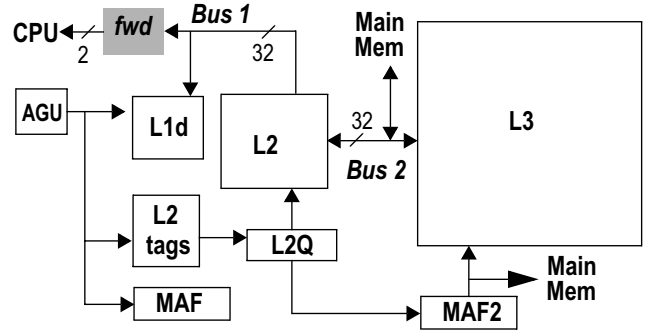 CPU
2
fwd
Bus 1
32
Main
Mem
AGU
L1d
L2
32
Bus 2
L3
L2
tags
L2Q
MAF
MAF2
Main
Mem